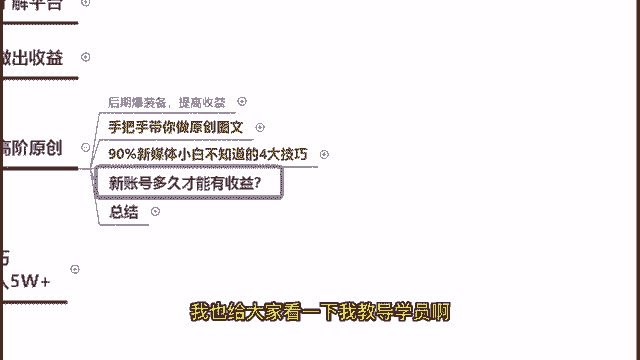 了解平台
做出收益
高阶原创
后期爆装备，提高收益
手把手带你做原创图文
90%新媒体小白不知道的4大技巧
新账号多久才能有收益？
总结
巧
入5W+
我也给大家看一下我教导学员啊